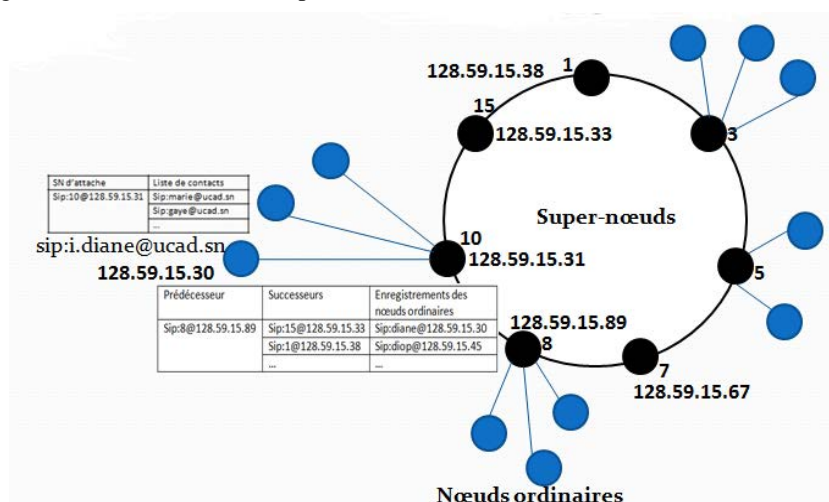 1
128.59.15.38
15
128.59.15.33
3
SN d'attache Liste de contacts
Sip:10@128.59.15.31 Sip:marie@ucad.sn
Sip:gaye@ucad.sn
...
Super-nœuds
sip:i.diane@ucad.sn
10
128.59.15.31
128.59.15.30
5
Prédécesseur Successeurs Enregistrements des
nœuds ordinaires
Sip:8@128.59.15.89 Sip:15@128.59.15.33 Sip:diane@128.59.15.30
Sip:1@128.59.15.38 Sip:diop@128.59.15.45
... ...
128.59.15.89
8
7
128.59.15.67
Nœuds ordinaires